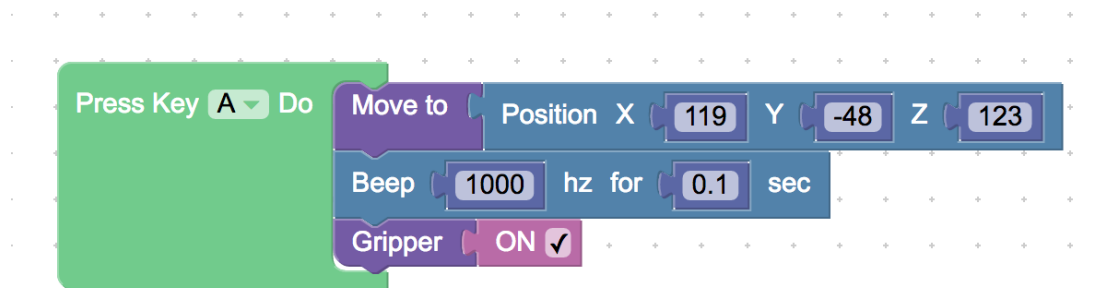 Press Key A Do Move to Position X 119 Y -48 Z 123
Beep 1000 hz for 0.1 sec
Gripper ON ✓